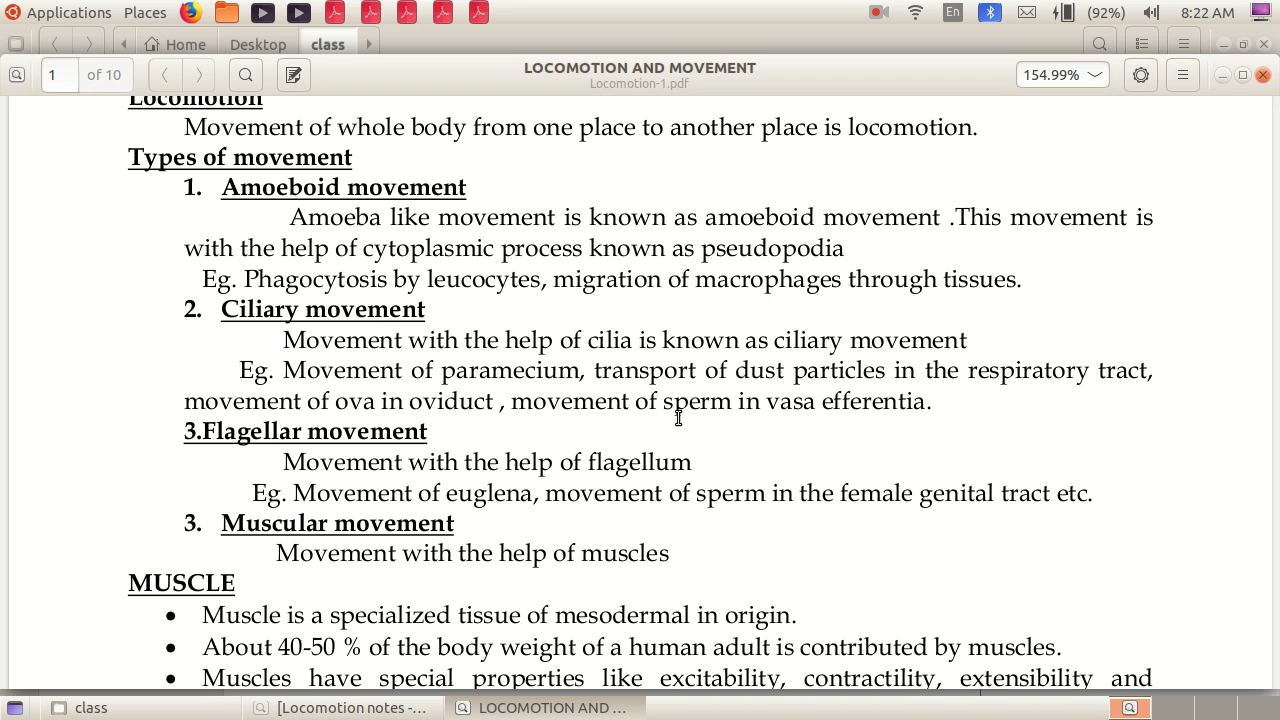 Applications Places En (92%) 8:22 AM
Home Desktop class
1 of 10 LOCOMOTION AND MOVEMENT 154.99%
Locomotion-1.pdf
Locomotion
Movement of whole body from one place to another place is locomotion.
Types of movement
1. Amoeboid movement
Amoeba like movement is known as amoeboid movement .This movement is
with the help of cytoplasmic process known as pseudopodia
Eg. Phagocytosis by leucocytes, migration of macrophages through tissues.
2. Ciliary movement
Movement with the help of cilia is known as ciliary movement
Eg. Movement of paramecium, transport of dust particles in the respiratory tract,
movement of ova in oviduct , movement of sperm in vasa efferentia.
3.Flagellar movement
Movement with the help of flagellum
Eg. Movement of euglena, movement of sperm in the female genital tract etc.
3. Muscular movement
Movement with the help of muscles
MUSCLE
• Muscle is a specialized tissue of mesodermal in origin.
• About 40-50 % of the body weight of a human adult is contributed by muscles.
• Muscles have special properties like excitability, contractility, extensibility and
class [Locomotion notes -... LOCOMOTION AND ...